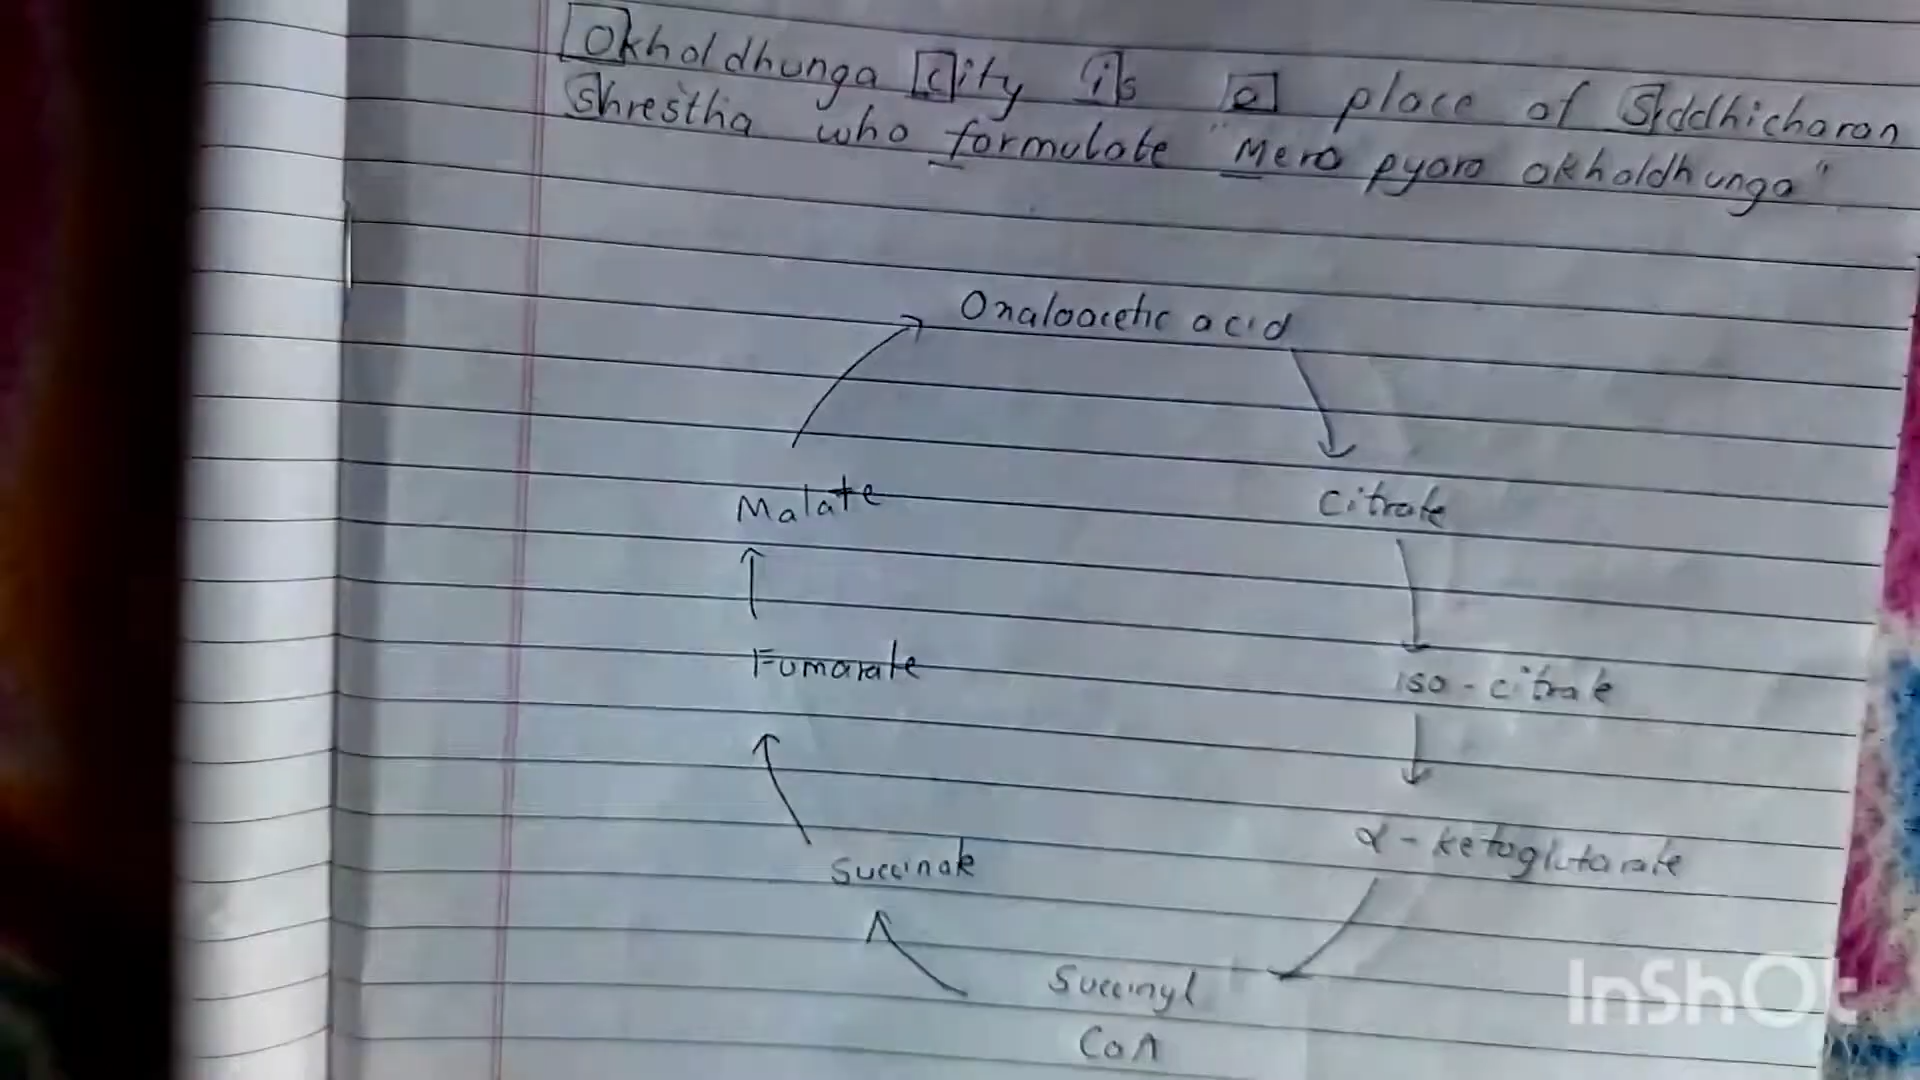 Okholdhunga City is a place of Siddhicharan
Shrestha who formulate "Mero pyaro okholdhunga"
Oxaloacetic acid
Malate
Citrate
Fumarate
iso-citrate
α-ketoglutarate
Succinate
Succinyl
CoA
InShOt